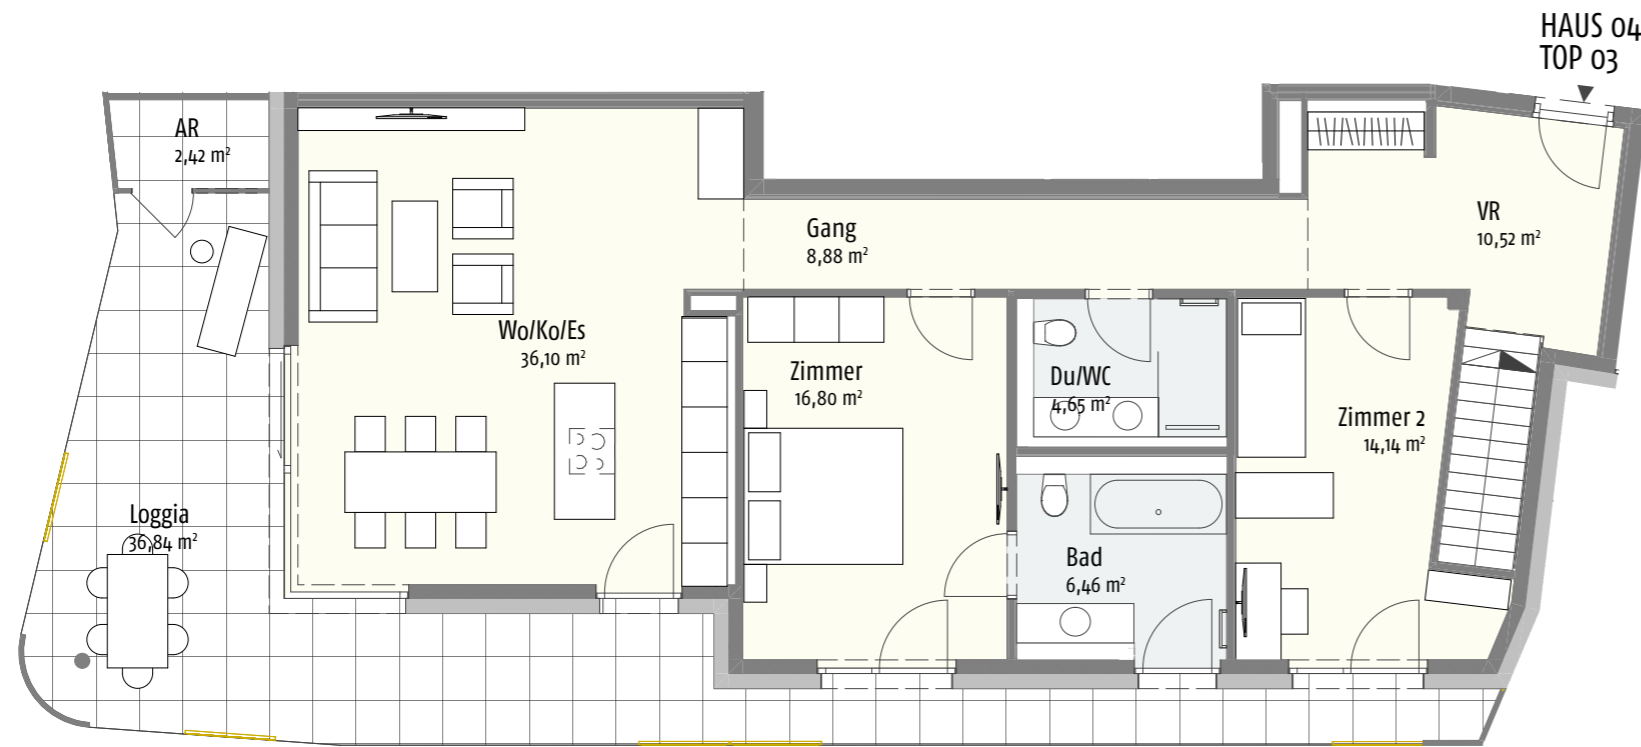 HAUS 04
TOP 03
AR
2,42 m²
Gang
8,88 m²
VR
10,52 m²
Wo/Ko/Es
36,10 m²
Zimmer
16,80 m²
Du/WC
4,65 m²
Zimmer 2
14,14 m²
Loggia
36,84 m²
Bad
6,46 m²